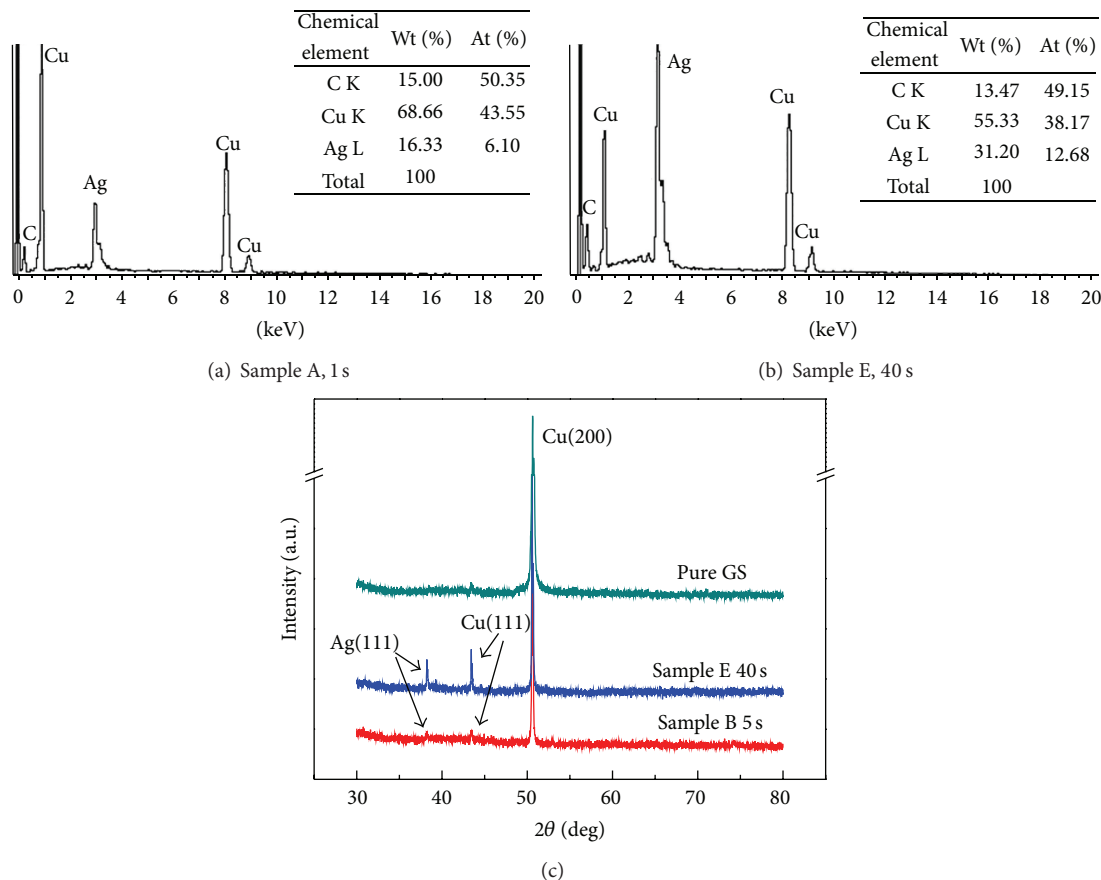 Cu
Ag
C
Cu
Cu
Chemical element Wt (%) At (%)
C K 15.00 50.35
Cu K 68.66 43.55
Ag L 16.33 6.10
Total 100
0 2 4 6 8 10 12 14 16 18 20
(keV)
(a) Sample A, 1 s
Ag
Cu
C
Cu
Cu
Chemical element Wt (%) At (%)
C K 13.47 49.15
Cu K 55.33 38.17
Ag L 31.20 12.68
Total 100
0 2 4 6 8 10 12 14 16 18 20
(keV)
(b) Sample E, 40 s
Cu(200)
Pure GS
Cu(111)
Ag(111)
Sample E 40 s
Sample B 5 s
Intensity (a.u.)
30 40 50 60 70 80
2θ (deg)
(c)